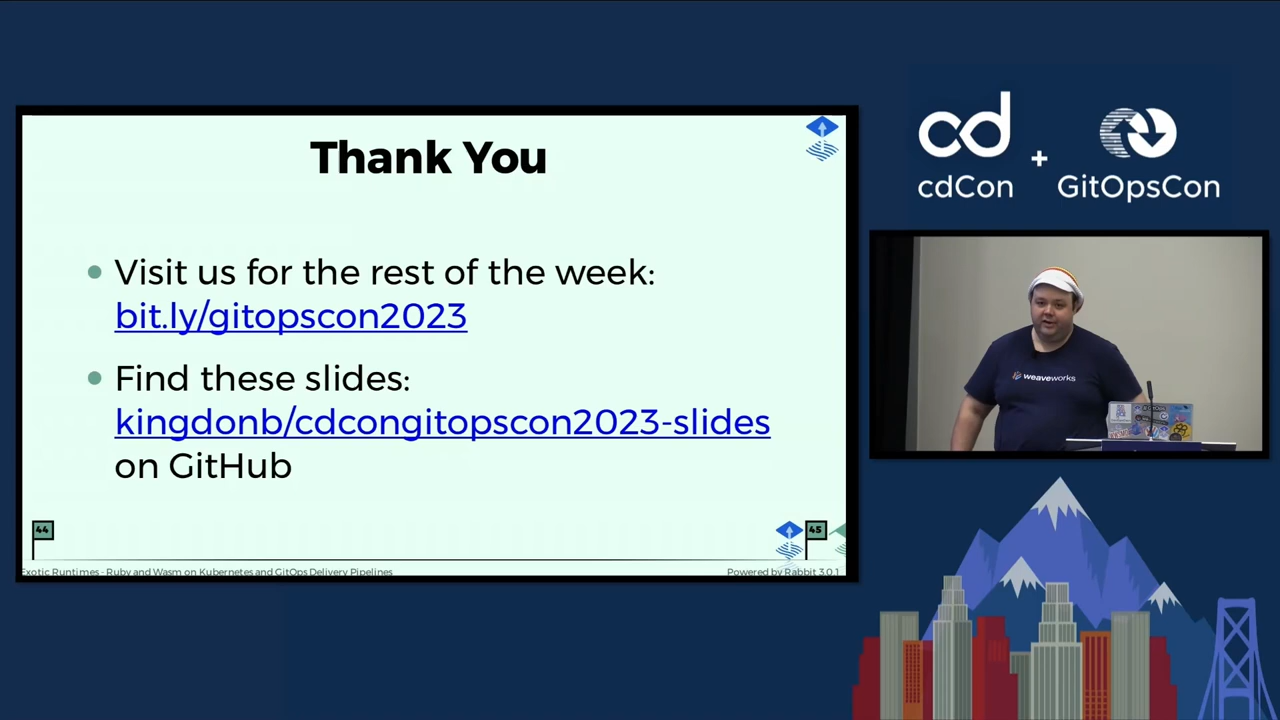 Thank You
Visit us for the rest of the week:
bit.ly/gitopscon2023
Find these slides:
kingdonb/cdcongitopscon2023-slides
on GitHub
44
45
Exotic Runtimes - Ruby and Wasm on Kubernetes and GitOps Delivery Pipelines
Powered by Rabbit 3.0.1
cd
+
cdCon
GitOpsCon
weaveworks